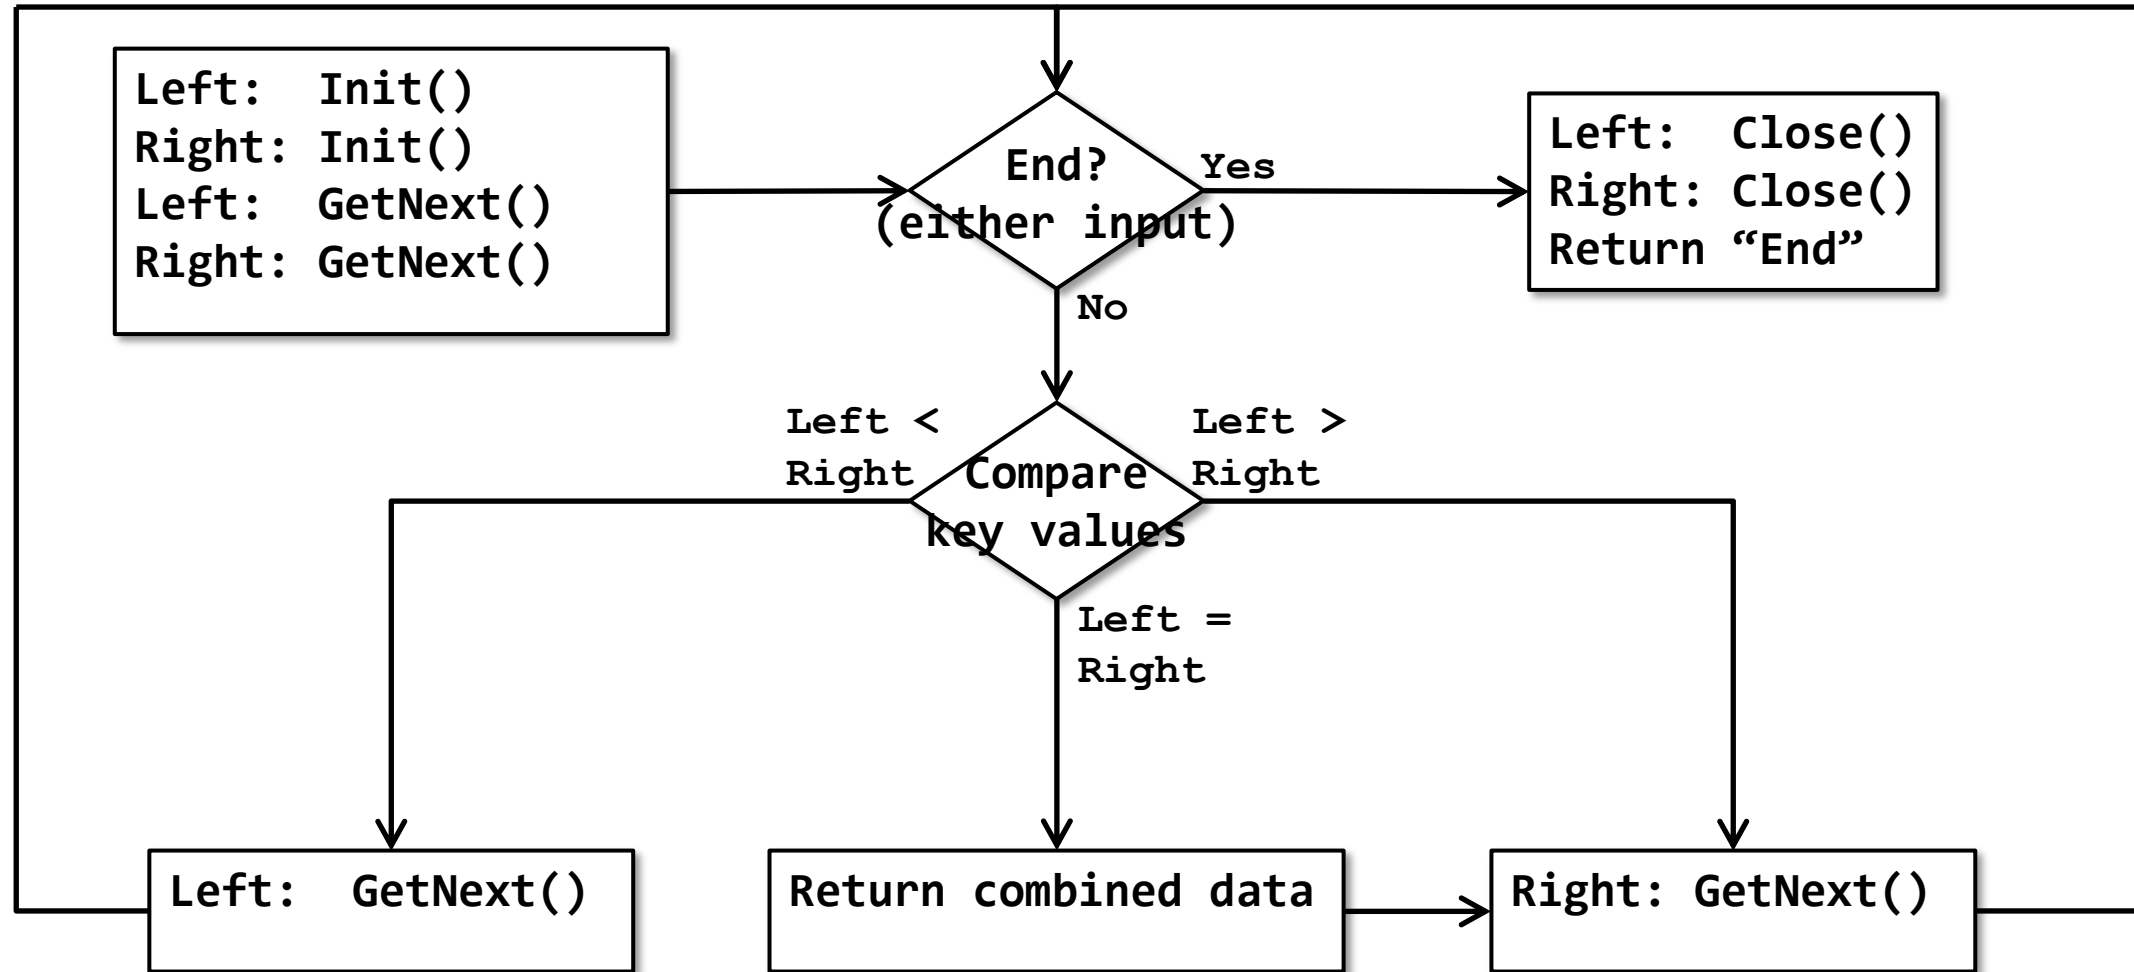 Left:  Init()
Right: Init()
Left:  GetNext()
Right: GetNext()
End?
(either input)
Yes
Left:  Close()
Right: Close()
Return “End”
No
Left <
Right
Compare
key values
Left >
Right
Left =
Right
Left:  GetNext()
Return combined data
Right: GetNext()